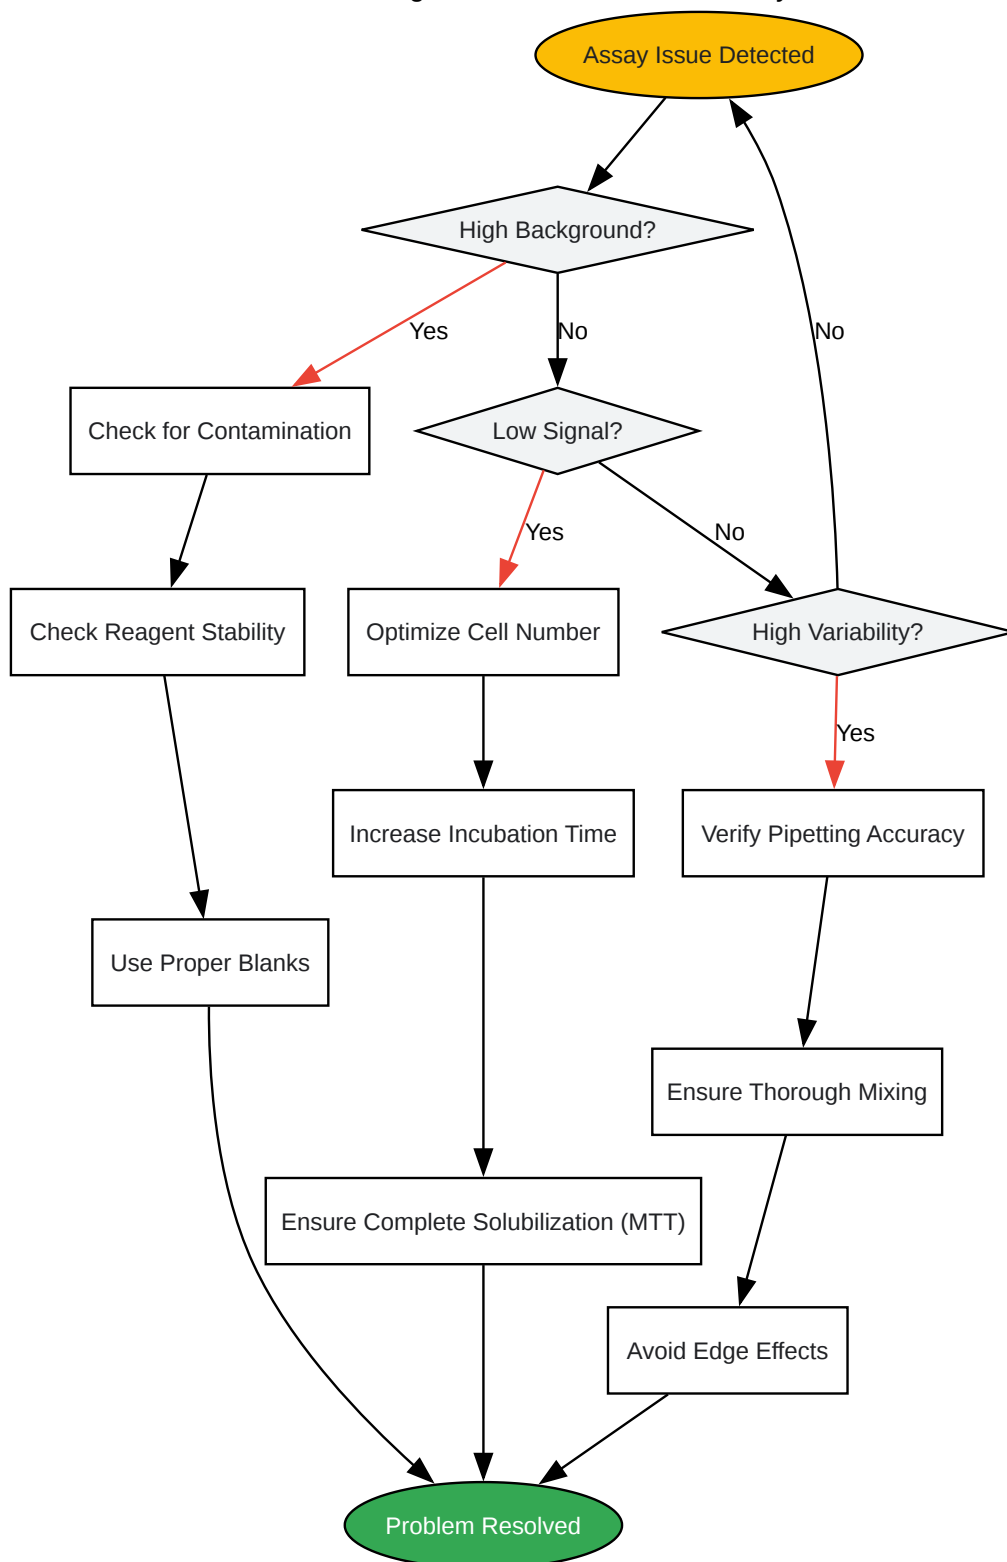 Assay Issue Detected
High Background?
Yes
No
No
Check for Contamination
Low Signal?
Yes
No
Check Reagent Stability
Optimize Cell Number
High Variability?
Yes
Increase Incubation Time
Verify Pipetting Accuracy
Use Proper Blanks
Ensure Thorough Mixing
Ensure Complete Solubilization (MTT)
Avoid Edge Effects
Problem Resolved